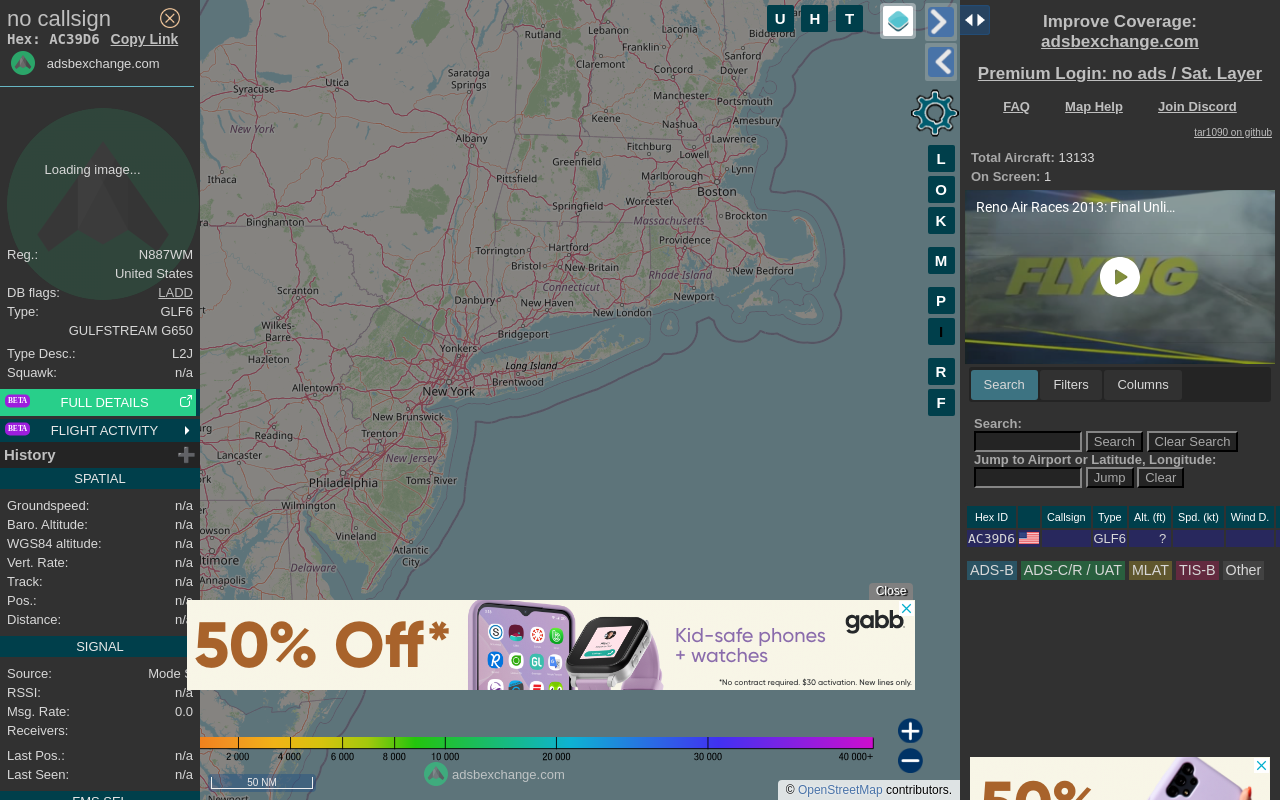 no callsign
Hex: AC39D6 Copy Link
adsbexchange.com
Loading image...
Reg.: N887WM
United States
DB flags: LADD
Type: GLF6
GULFSTREAM G650
Type Desc.: L2J
Squawk: n/a
BETA FULL DETAILS
BETA FLIGHT ACTIVITY
History
SPATIAL
Groundspeed: n/a
Baro. Altitude: n/a
WGS84 altitude: n/a
Vert. Rate: n/a
Track: n/a
Pos.: n/a
Distance: n/a
SIGNAL
Source: Mode S
RSSI: n/a
Msg. Rate: 0.0
Receivers:
Last Pos.: n/a
Last Seen: n/a
FMS SEL
U H T
L
O
K
M
P
I
R
F
Rutland
Lebanon
Laconia
Franklin
Biddeford
Claremont
Sanford
Concord
Dover
Saratoga
Springs
Utica
Syracuse
Manchester
Portsmouth
Keene
Nashua
Amesbury
New York
Albany
Lawrence
Fitchburg
Lowell
Greenfield
Lynn
Pittsfield
Marlborough
Ithaca
Boston
Worcester
Springfield
Massachusetts
Brockton
Binghamton
Providence
Torrington
Hartford
Bristol
New Britain
New Bedford
Rhode Island
Connecticut
Newport
Scranton
Danbury
New Haven
New London
Wilkes-
Barre
Bridgeport
Yonkers
Hazleton
Long Island
Brentwood
Allentown
New York
New Brunswick
Reading
Trenton
Lancaster
New Jersey
Toms River
Philadelphia
Wilmington
Vineland
Atlantic
City
Annapolis
Delaware
Close
50% Off*
Kid-safe phones
+ watches
gabb
*No contract required. $30 activation. New lines only.
2 000 4 000 6 000 8 000 10 000 20 000 30 000 40 000+
50 NM
adsbexchange.com
© OpenStreetMap contributors.
Improve Coverage:
adsbexchange.com
Premium Login: no ads / Sat. Layer
FAQ Map Help Join Discord
tar1090 on github
Total Aircraft: 13133
On Screen: 1
Reno Air Races 2013: Final Unli...
FLYING
Search Filters Columns
Search:
Search Clear Search
Jump to Airport or Latitude, Longitude:
Jump Clear
Hex ID Callsign Type Alt. (ft) Spd. (kt) Wind D.
AC39D6 GLF6 ?
ADS-B ADS-C/R / UAT MLAT TIS-B Other
50%